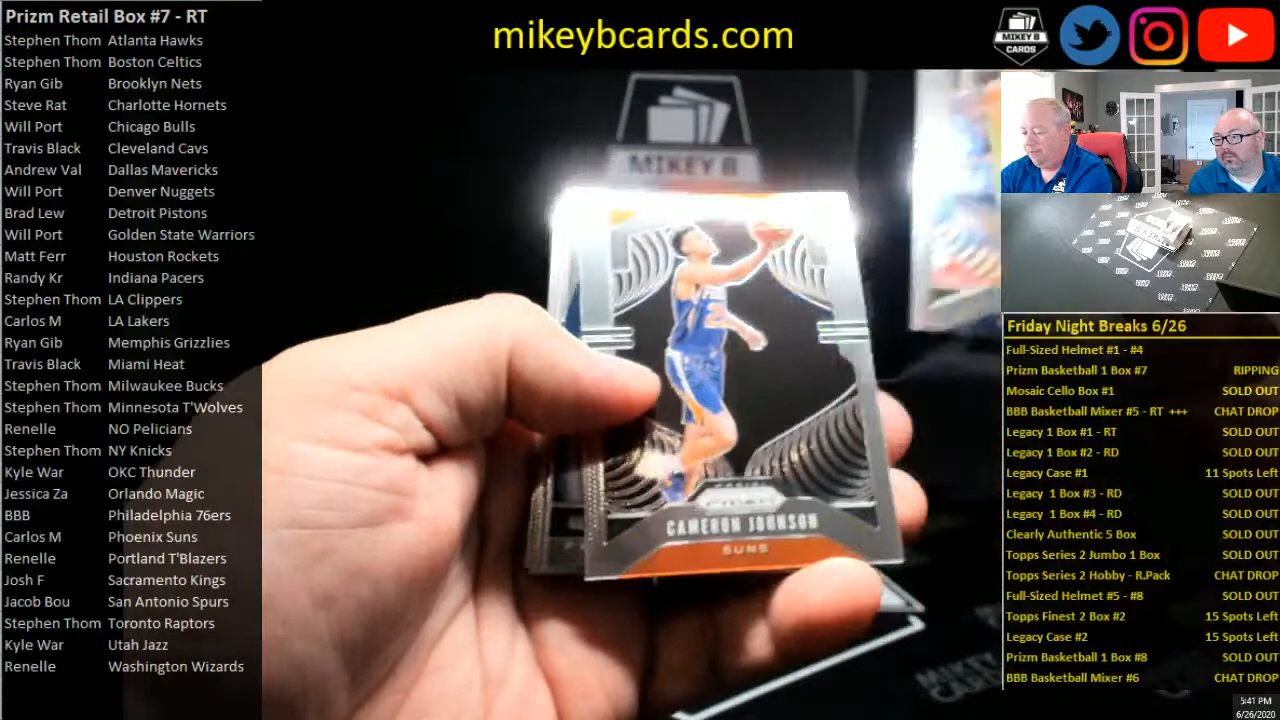 Prizm Retail Box #7 - RT
Stephen Thom Atlanta Hawks
Stephen Thom Boston Celtics
Ryan Gib Brooklyn Nets
Steve Rat Charlotte Hornets
Will Port Chicago Bulls
Travis Black Cleveland Cavs
Andrew Val Dallas Mavericks
Will Port Denver Nuggets
Brad Lew Detroit Pistons
Will Port Golden State Warriors
Matt Ferr Houston Rockets
Randy Kr Indiana Pacers
Stephen Thom LA Clippers
Carlos M LA Lakers
Ryan Gib Memphis Grizzlies
Travis Black Miami Heat
Stephen Thom Milwaukee Bucks
Stephen Thom Minnesota T'Wolves
Renelle NO Pelicians
Stephen Thom NY Knicks
Kyle War OKC Thunder
Jessica Za Orlando Magic
BBB Philadelphia 76ers
Carlos M Phoenix Suns
Renelle Portland T'Blazers
Josh F Sacramento Kings
Jacob Bou San Antonio Spurs
Stephen Thom Toronto Raptors
Kyle War Utah Jazz
Renelle Washington Wizards
mikeybcards.com
MIKEY B
CARDS
MIKEY B
PRIZM
CAMERON JOHNSON
SUNS
MIKEY B
Friday Night Breaks 6/26
Full-Sized Helmet #1 - #4
Prizm Basketball 1 Box #7 RIPPING
Mosaic Cello Box #1 SOLD OUT
BBB Basketball Mixer #5 - RT +++ CHAT DROP
Legacy 1 Box #1 - RT SOLD OUT
Legacy 1 Box #2 - RD SOLD OUT
Legacy Case #1 11 Spots Left
Legacy 1 Box #3 - RD SOLD OUT
Legacy 1 Box #4 - RD SOLD OUT
Clearly Authentic 5 Box SOLD OUT
Topps Series 2 Jumbo 1 Box SOLD OUT
Topps Series 2 Hobby - R.Pack CHAT DROP
Full-Sized Helmet #5 - #8 SOLD OUT
Topps Finest 2 Box #2 15 Spots Left
Legacy Case #2 15 Spots Left
Prizm Basketball 1 Box #8 SOLD OUT
BBB Basketball Mixer #6 CHAT DROP
5:41 PM
6/26/2020